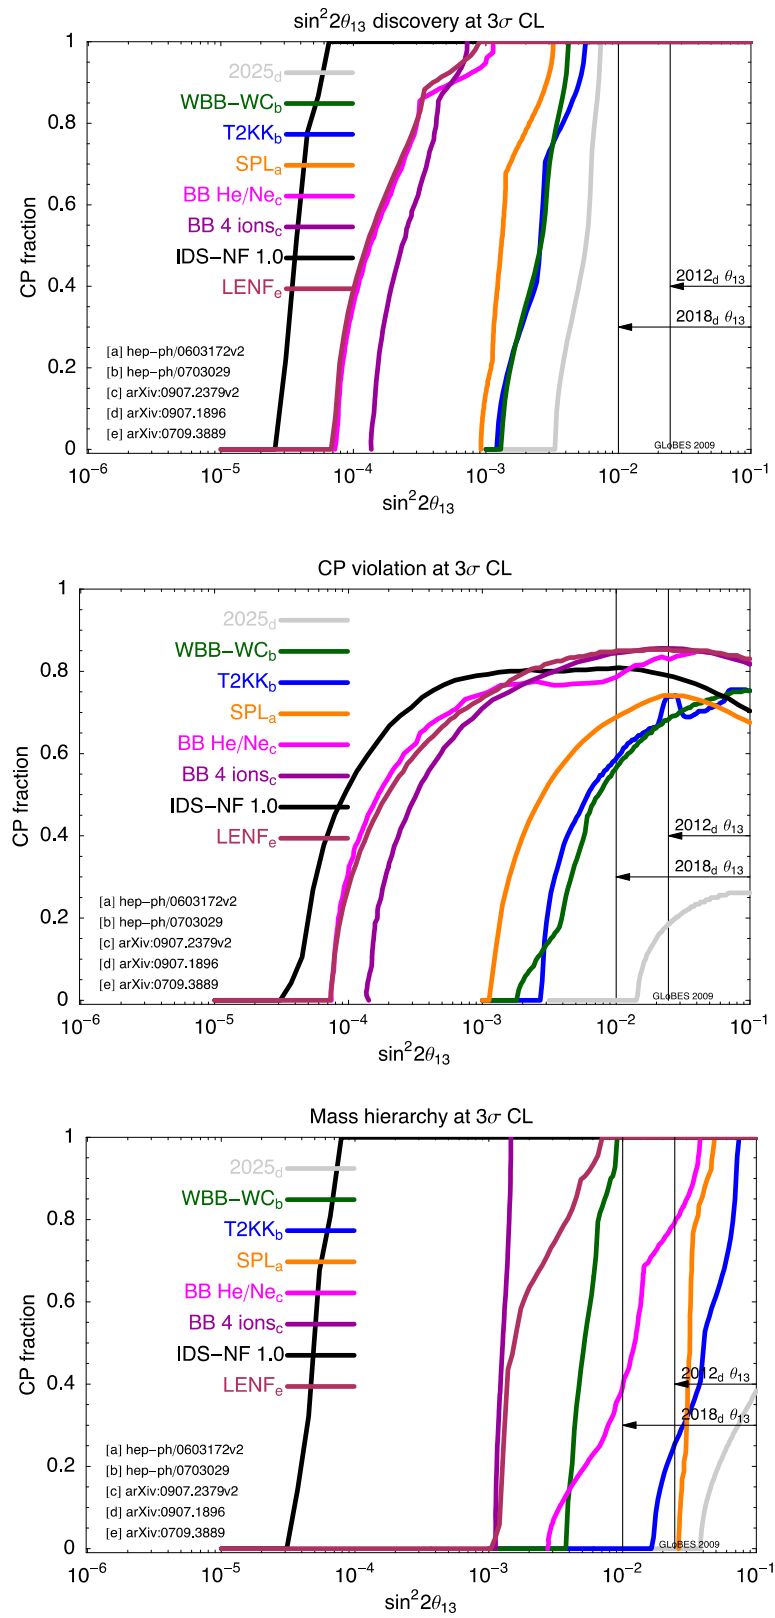 sin²2θ₁₃ discovery at 3σ CL
CP fraction
1
0.8
0.6
0.4
0.2
0
2025d
WBB−WCb
T2KKb
SPLa
BB He/Nec
BB 4 ionsc
IDS−NF 1.0
LENFe
2012d θ₁₃
2018d θ₁₃
[a] hep−ph/0603172v2
[b] hep−ph/0703029
[c] arXiv:0907.2379v2
[d] arXiv:0907.1896
[e] arXiv:0709.3889
GLoBES 2009
10⁻⁶ 10⁻⁵ 10⁻⁴ 10⁻³ 10⁻² 10⁻¹
sin²2θ₁₃
CP violation at 3σ CL
CP fraction
1
0.8
0.6
0.4
0.2
0
2025d
WBB−WCb
T2KKb
SPLa
BB He/Nec
BB 4 ionsc
IDS−NF 1.0
LENFe
2012d θ₁₃
2018d θ₁₃
[a] hep−ph/0603172v2
[b] hep−ph/0703029
[c] arXiv:0907.2379v2
[d] arXiv:0907.1896
[e] arXiv:0709.3889
GLoBES 2009
10⁻⁶ 10⁻⁵ 10⁻⁴ 10⁻³ 10⁻² 10⁻¹
sin²2θ₁₃
Mass hierarchy at 3σ CL
CP fraction
1
0.8
0.6
0.4
0.2
0
2025d
WBB−WCb
T2KKb
SPLa
BB He/Nec
BB 4 ionsc
IDS−NF 1.0
LENFe
2012d θ₁₃
2018d θ₁₃
[a] hep−ph/0603172v2
[b] hep−ph/0703029
[c] arXiv:0907.2379v2
[d] arXiv:0907.1896
[e] arXiv:0709.3889
GLoBES 2009
10⁻⁶ 10⁻⁵ 10⁻⁴ 10⁻³ 10⁻² 10⁻¹
sin²2θ₁₃